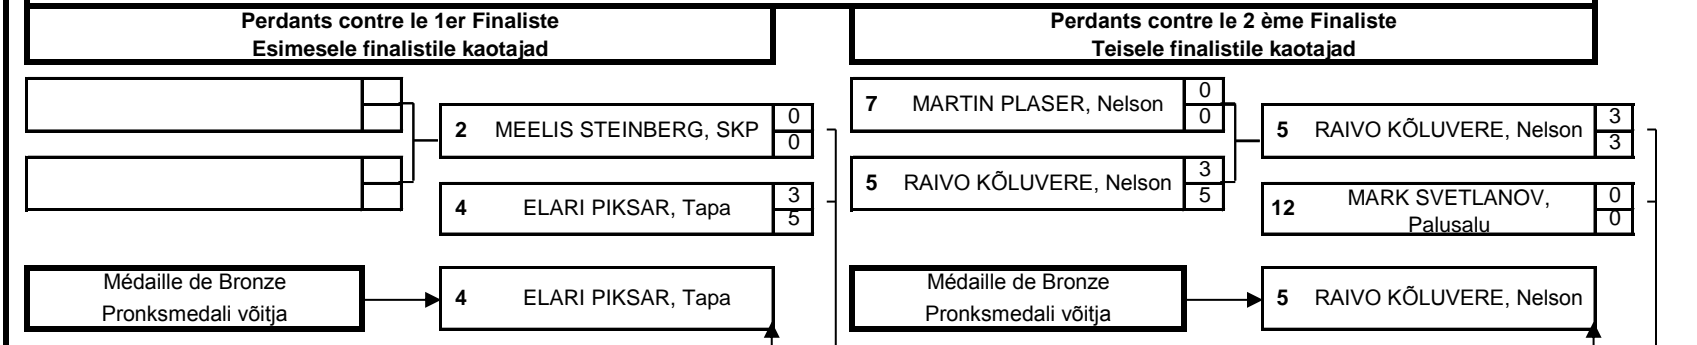 Perdants contre le 1er Finaliste
Esimesele finalistile kaotajad
Perdants contre le 2 ème Finaliste
Teisele finalistile kaotajad
2 MEELIS STEINBERG, SKP 0
0
4 ELARI PIKSAR, Tapa 3
5
7 MARTIN PLASER, Nelson 0
0
5 RAIVO KÕLUVERE, Nelson 3
5
5 RAIVO KÕLUVERE, Nelson 3
3
12 MARK SVETLANOV, 0
Palusalu 0
Médaille de Bronze
Pronksmedali võitja
4 ELARI PIKSAR, Tapa
Médaille de Bronze
Pronksmedali võitja
5 RAIVO KÕLUVERE, Nelson